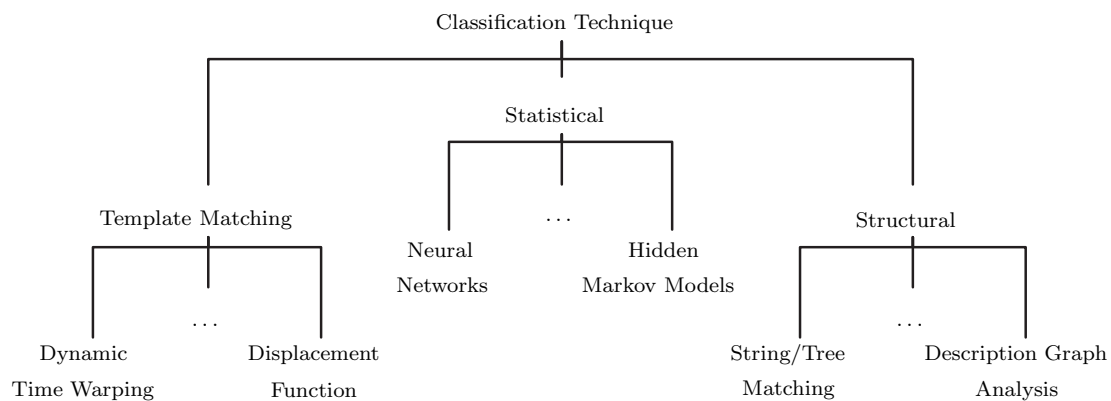 Classification Technique
Statistical
Template Matching
. . .
Structural
Neural
Networks
Hidden
Markov Models
. . .
. . .
Dynamic
Time Warping
Displacement
Function
String/Tree
Matching
Description Graph
Analysis